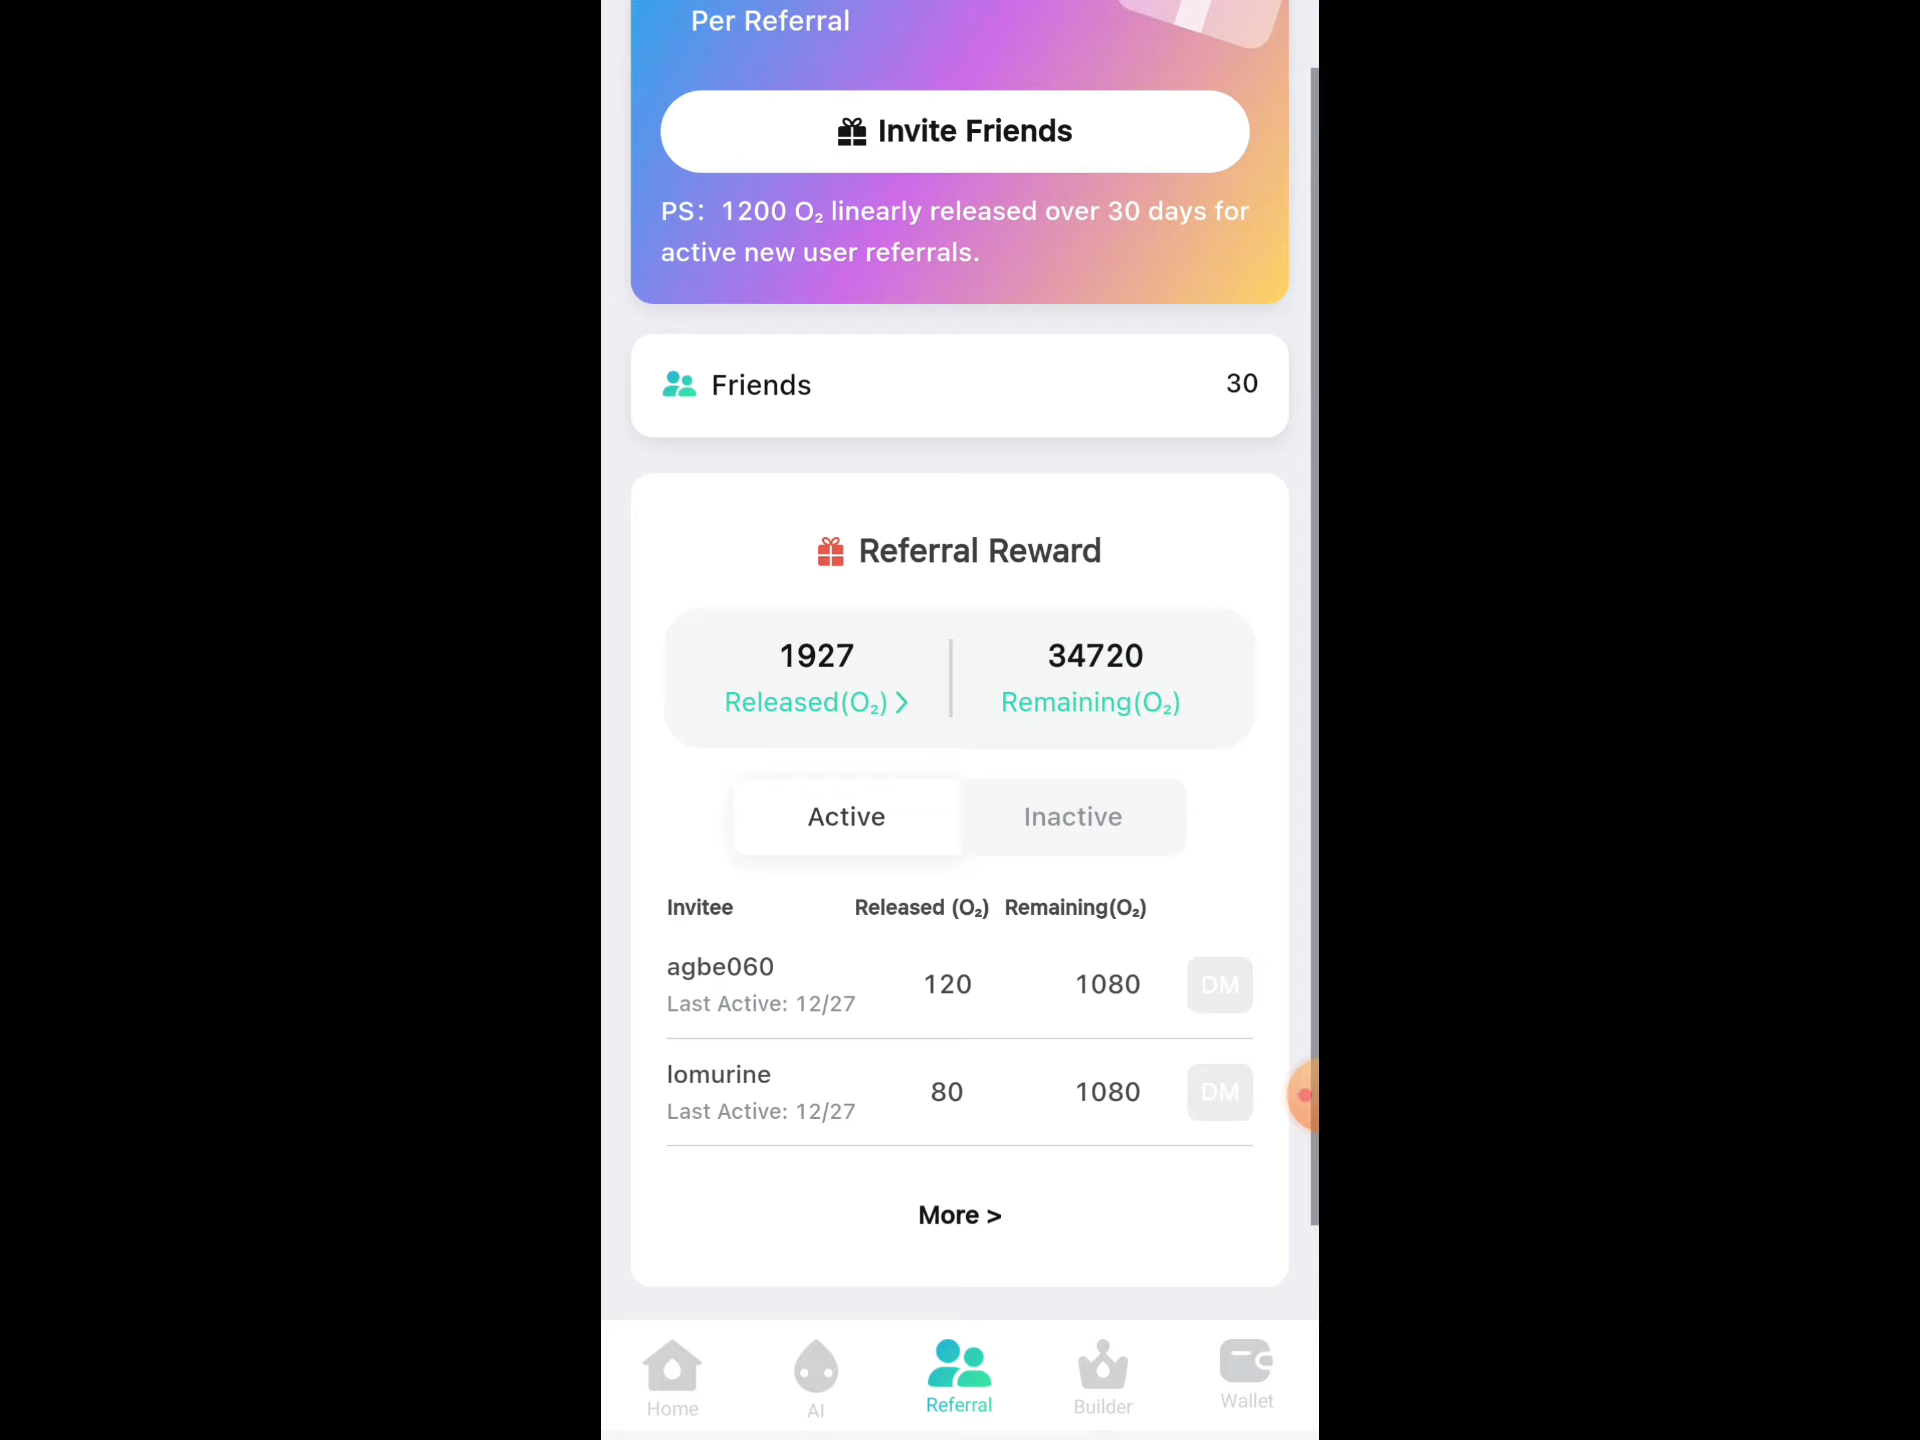 Per Referral
Invite Friends
PS: 1200 O₂ linearly released over 30 days for
active new user referrals.
Friends 30
Referral Reward
1927 34720
Released(O₂) > Remaining(O₂)
Active Inactive
Invitee Released (O₂) Remaining(O₂)
agbe060 120 1080 DM
Last Active: 12/27
lomurine 80 1080 DM
Last Active: 12/27
More >
Home AI Referral Builder Wallet